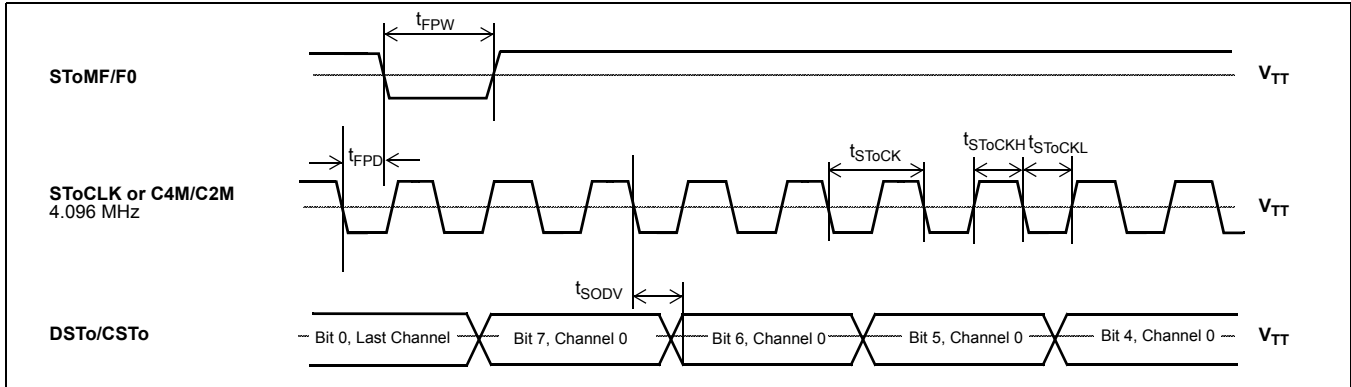 tFPW
SToMF/F0
VTT
tFPD
tSToCK
tSToCKH
tSToCKL
SToCLK or C4M/C2M
4.096 MHz
VTT
tSODV
DSTo/CSTo
Bit 0, Last Channel
Bit 7, Channel 0
Bit 6, Channel 0
Bit 5, Channel 0
Bit 4, Channel 0
VTT